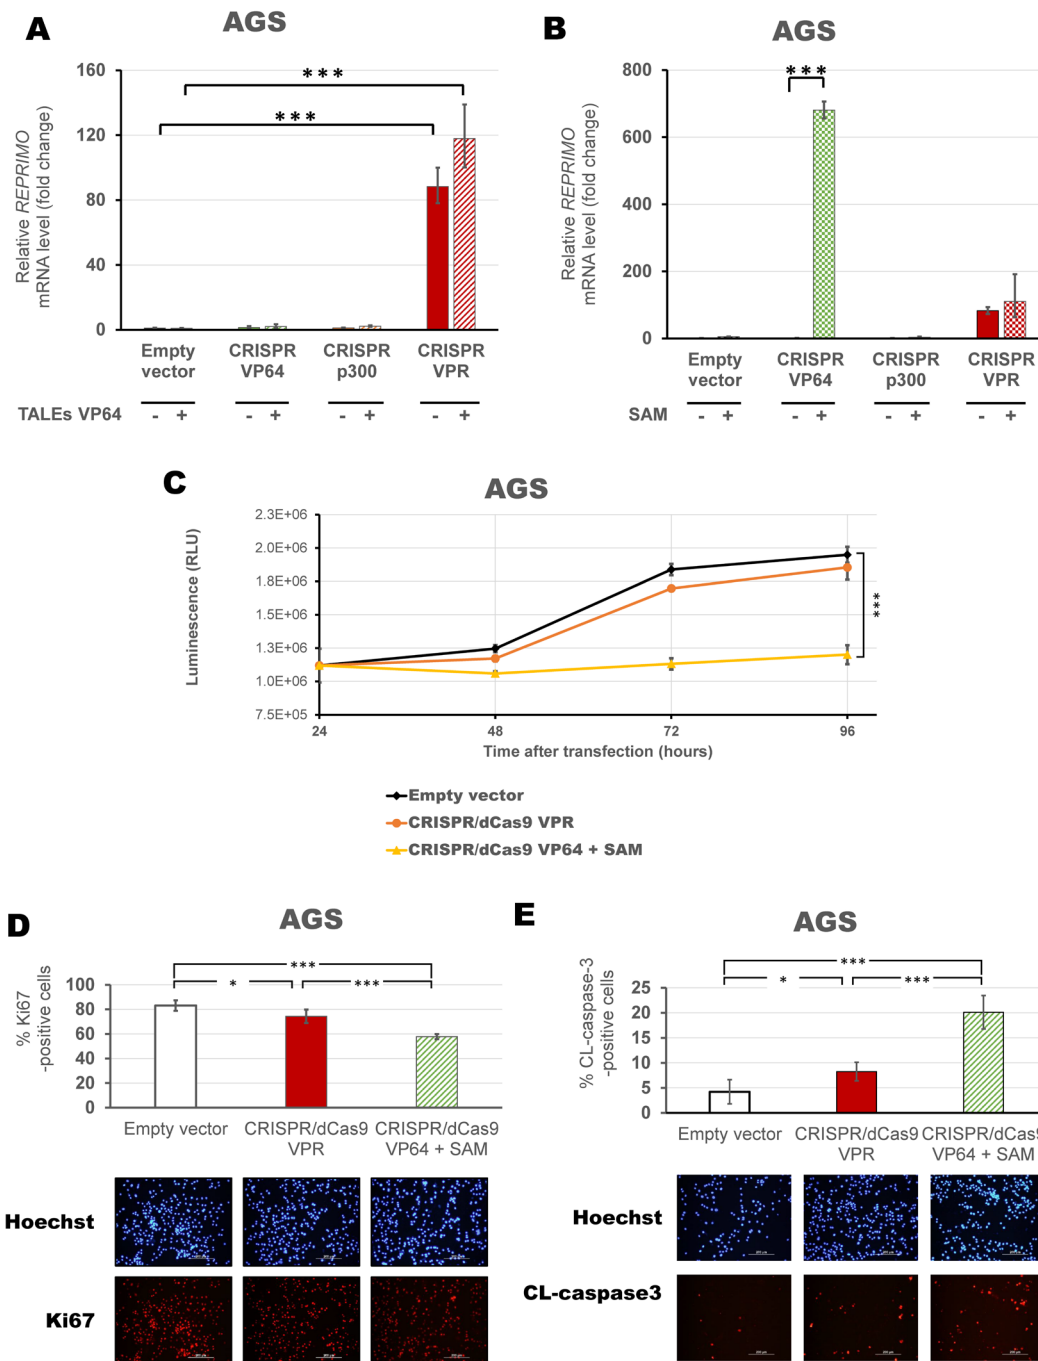 A
AGS
Relative REPRIMO
mRNA level (fold change)
160
120
80
40
0
***
***
Empty
vector
CRISPR
VP64
CRISPR
p300
CRISPR
VPR
TALEs VP64
- + - + - + - +
B
AGS
Relative REPRIMO
mRNA level (fold change)
800
600
400
200
0
***
Empty
vector
CRISPR
VP64
CRISPR
p300
CRISPR
VPR
SAM
- + - + - + - +
C
AGS
Luminescence (RLU)
2.3E+06
2.0E+06
1.8E+06
1.5E+06
1.3E+06
1.0E+06
7.5E+05
24 48 72 96
Time after transfection (hours)
***
Empty vector
CRISPR/dCas9 VPR
CRISPR/dCas9 VP64 + SAM
D
AGS
% Ki67
-positive cells
100
80
60
40
20
0
***
* ***
Empty vector
CRISPR/dCas9
VPR
CRISPR/dCas9
VP64 + SAM
Hoechst
Ki67
E
AGS
% CL-caspase-3
-positive cells
25
20
15
10
5
0
***
* ***
Empty vector
CRISPR/dCas9
VPR
CRISPR/dCas9
VP64 + SAM
Hoechst
CL-caspase3